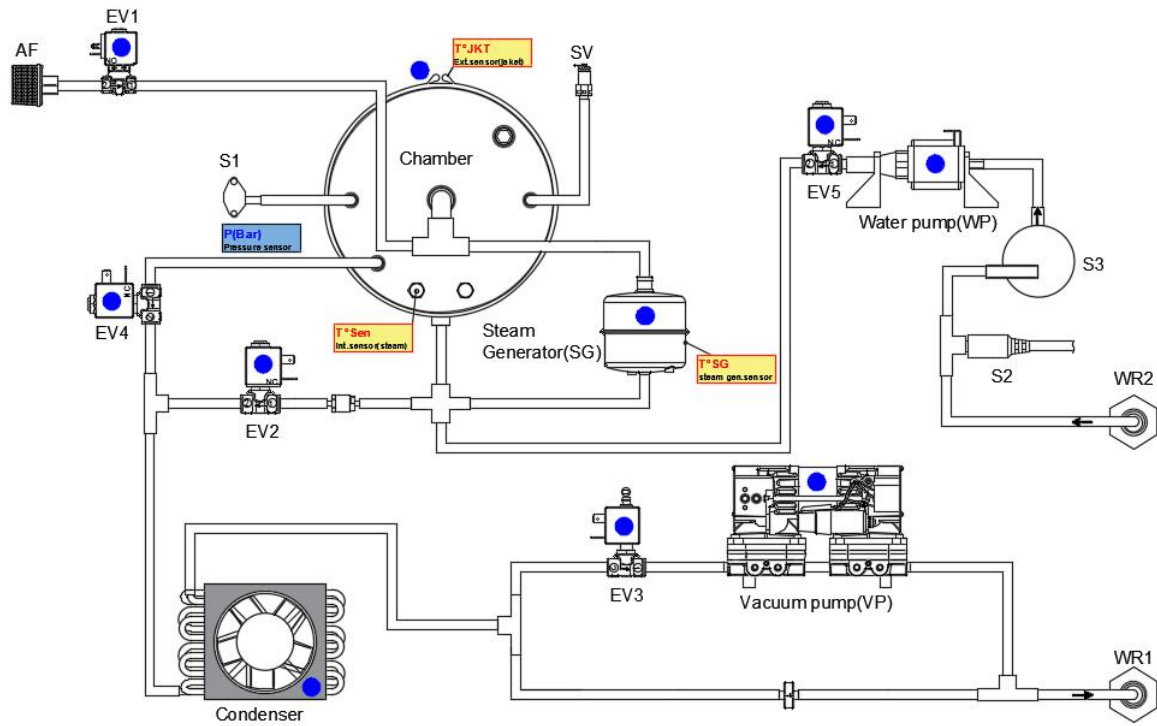 EV1
AF
NC
T°JKT
Ext.sensor(jaket)
SV
Chamber
S1
NC
EV5
Water pump(WP)
P(Bar)
Pressure sensor
S3
NC
EV4
T°Sen
Int.sensor(steam)
Steam
Generator(SG)
T°SG
steam gen.sensor
S2
WR2
NC
EV2
EV3
Vacuum pump(VP)
WR1
Condenser